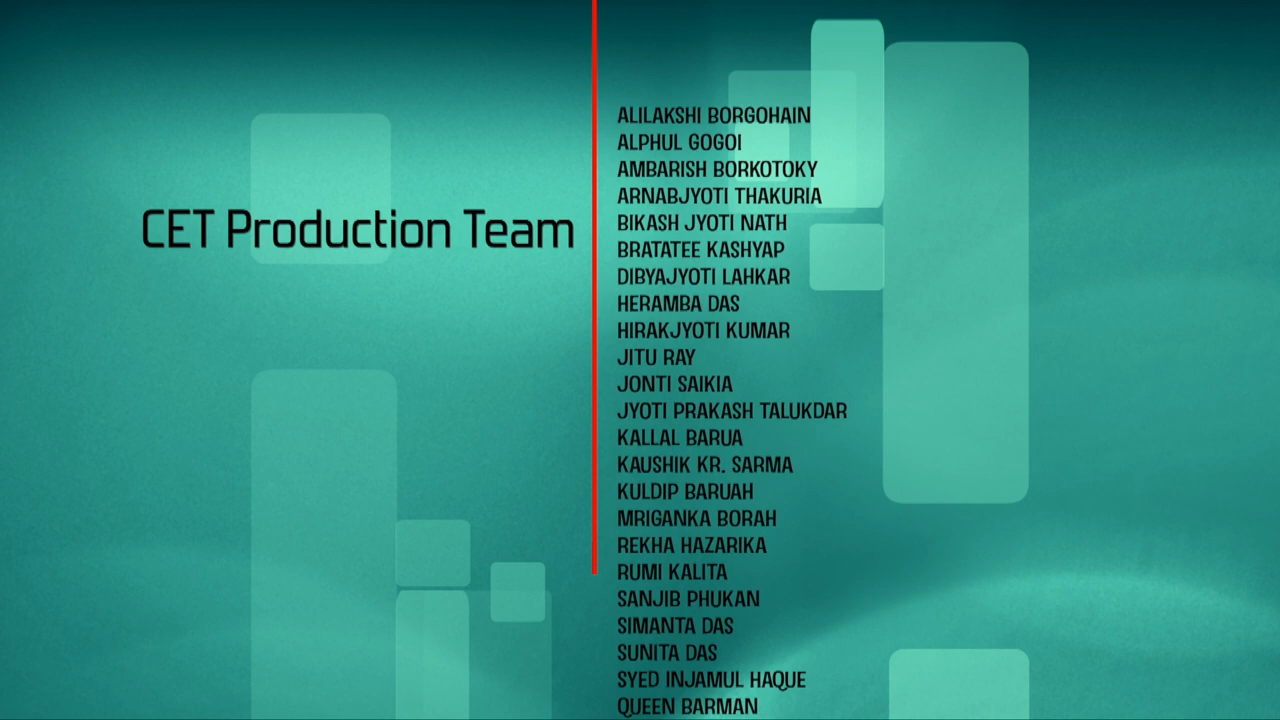 CET Production Team
ALILAKSHI BORGOHAIN
ALPHUL GOGOI
AMBARISH BORKOTOKY
ARNABJYOTI THAKURIA
BIKASH JYOTI NATH
BRATATEE KASHYAP
DIBYAJYOTI LAHKAR
HERAMBA DAS
HIRAKJYOTI KUMAR
JITU RAY
JONTI SAIKIA
JYOTI PRAKASH TALUKDAR
KALLAL BARUA
KAUSHIK KR. SARMA
KULDIP BARUAH
MRIGANKA BORAH
REKHA HAZARIKA
RUMI KALITA
SANJIB PHUKAN
SIMANTA DAS
SUNITA DAS
SYED INJAMUL HAQUE
QUEEN BARMAN